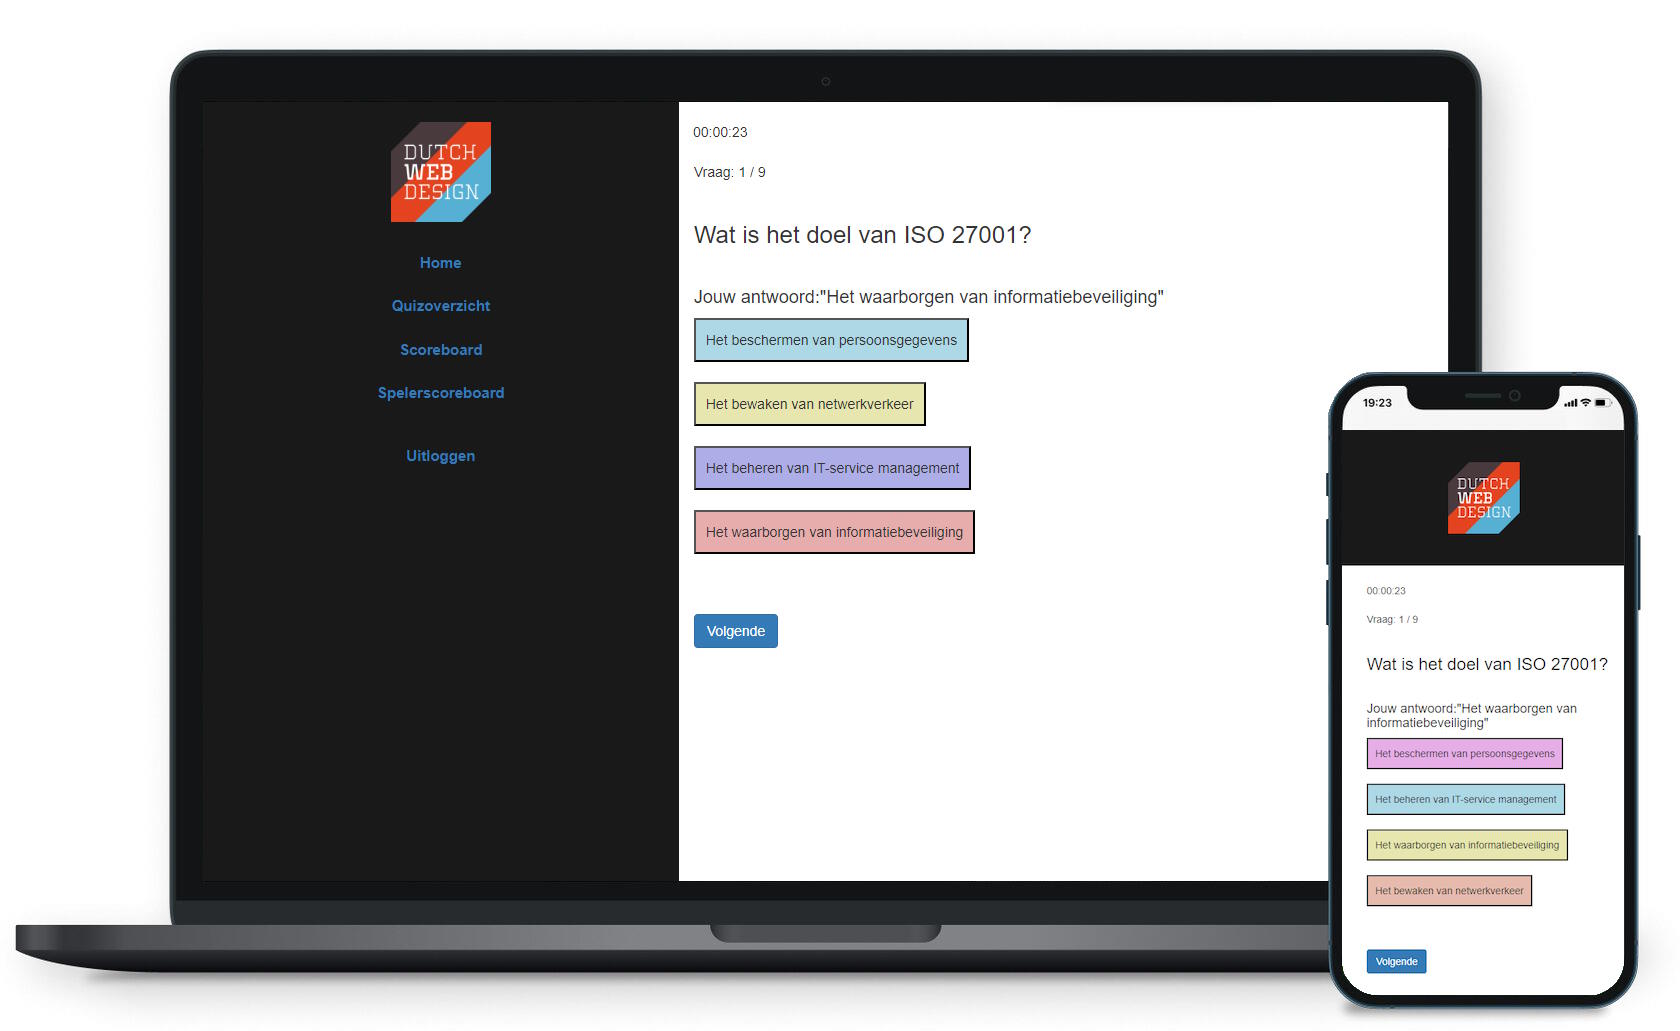 DUTCH
WEB
DESIGN
Home
Quizoverzicht
Scoreboard
Spelerscoreboard
Uitloggen
00:00:23
Vraag: 1 / 9
Wat is het doel van ISO 27001?
Jouw antwoord:"Het waarborgen van informatiebeveiliging"
Het beschermen van persoonsgegevens
Het bewaken van netwerkverkeer
Het beheren van IT-service management
Het waarborgen van informatiebeveiliging
Volgende
19:23
DUTCH
WEB
DESIGN
00:00:23
Vraag: 1 / 9
Wat is het doel van ISO 27001?
Jouw antwoord:"Het waarborgen van
informatiebeveiliging"
Het beschermen van persoonsgegevens
Het beheren van IT-service management
Het waarborgen van informatiebeveiliging
Het bewaken van netwerkverkeer
Volgende